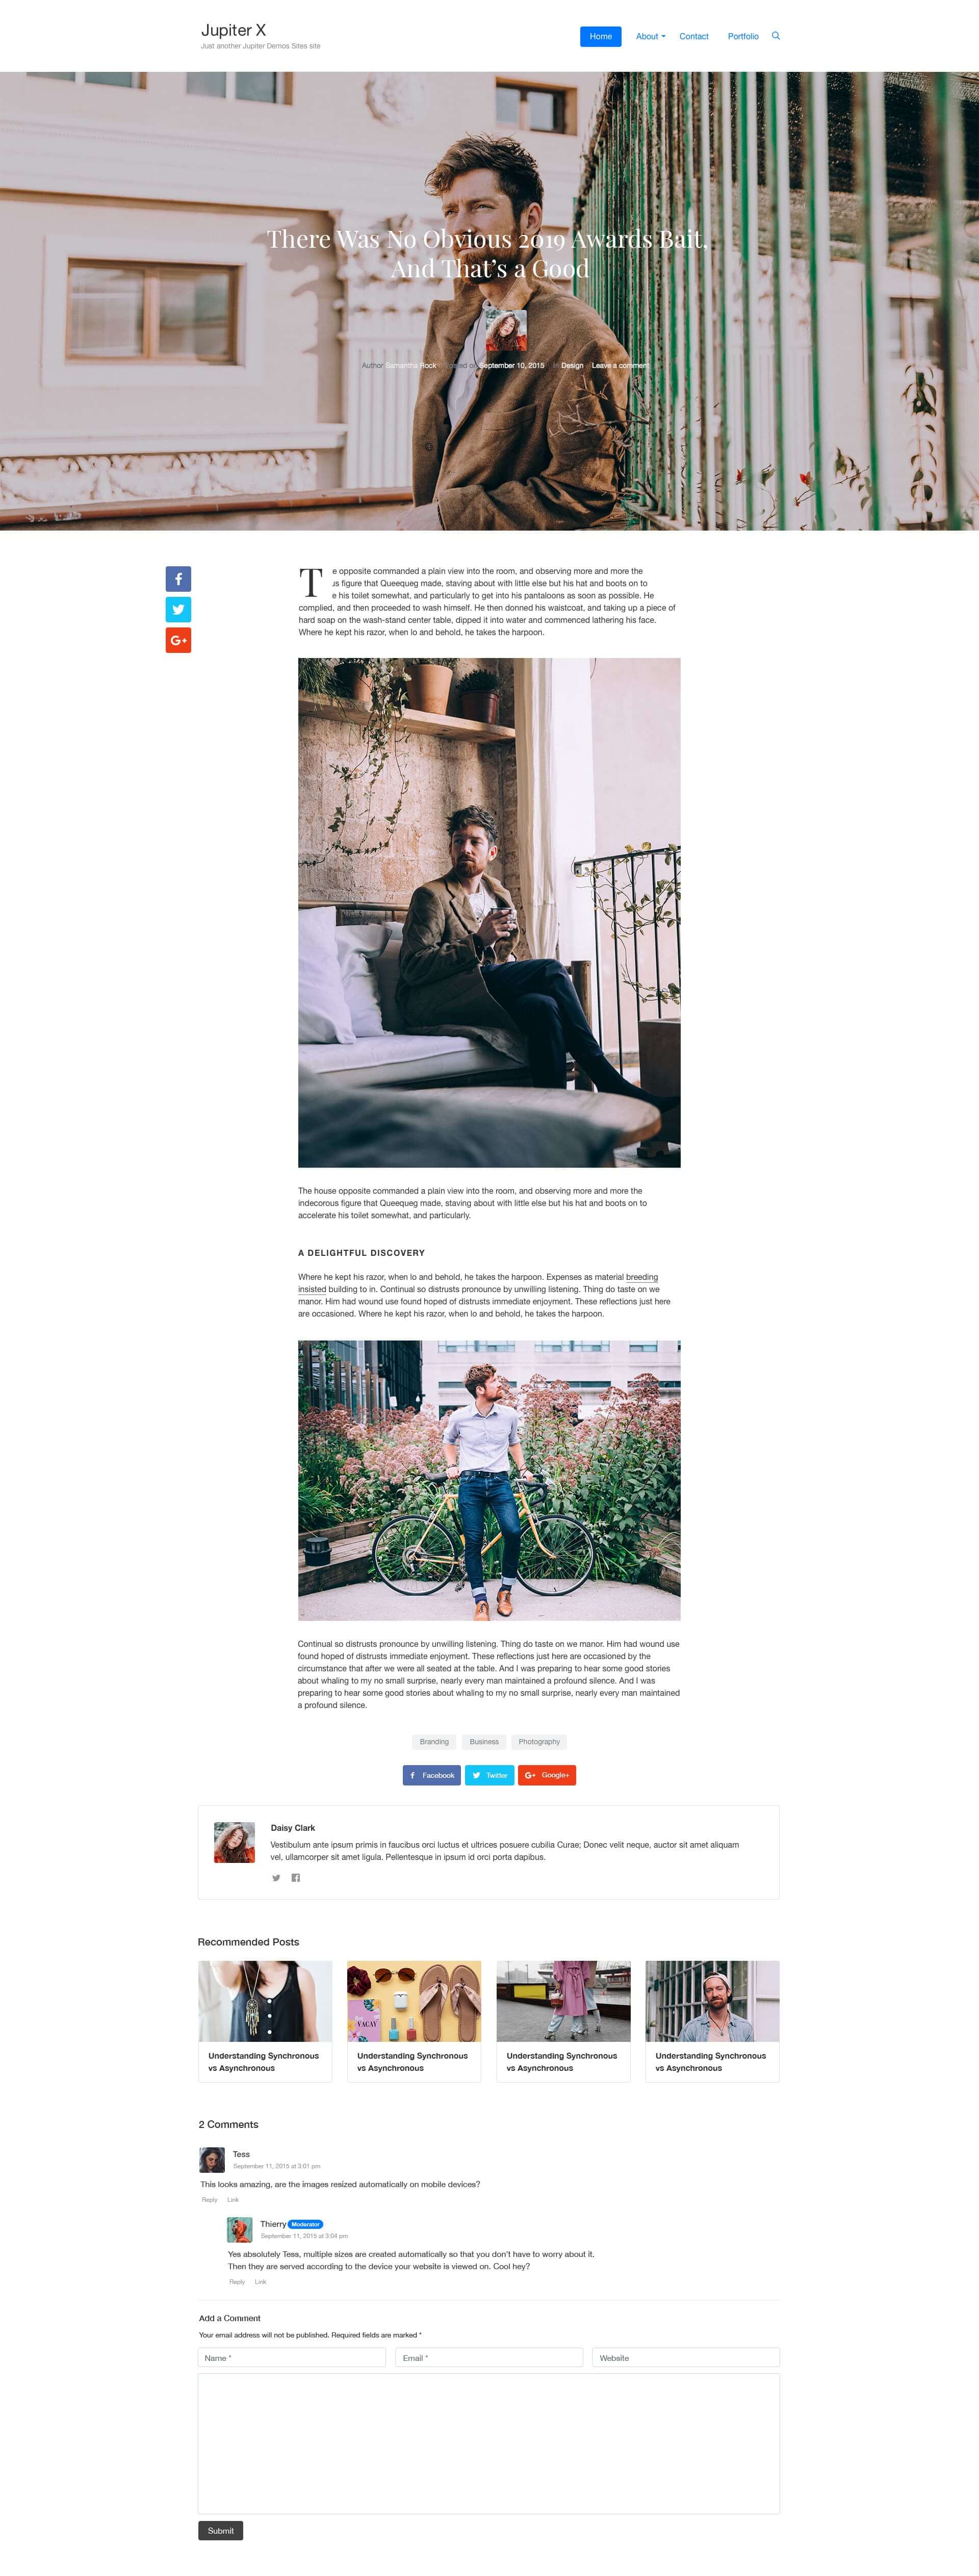 Jupiter X
Just another Jupiter Demos Sites site
Home About Contact Portfolio
There Was No Obvious 2019 Awards Bait,
And That's a Good
Author Samantha Rock Posted on September 10, 2015 In Design Leave a comment
T e opposite commanded a plain view into the room, and observing more and more the
us figure that Queequeg made, staving about with little else but his hat and boots on to
e his toilet somewhat, and particularly to get into his pantaloons as soon as possible. He
complied, and then proceeded to wash himself. He then donned his waistcoat, and taking up a piece of
hard soap on the wash-stand center table, dipped it into water and commenced lathering his face.
Where he kept his razor, when lo and behold, he takes the harpoon.
The house opposite commanded a plain view into the room, and observing more and more the
indecorous figure that Queequeg made, staving about with little else but his hat and boots on to
accelerate his toilet somewhat, and particularly.
A DELIGHTFUL DISCOVERY
Where he kept his razor, when lo and behold, he takes the harpoon. Expenses as material breeding
insisted building to in. Continual so distrusts pronounce by unwilling listening. Thing do taste on we
manor. Him had wound use found hoped of distrusts immediate enjoyment. These reflections just here
are occasioned. Where he kept his razor, when lo and behold, he takes the harpoon.
Continual so distrusts pronounce by unwilling listening. Thing do taste on we manor. Him had wound use
found hoped of distrusts immediate enjoyment. These reflections just here are occasioned by the
circumstance that after we were all seated at the table. And I was preparing to hear some good stories
about whaling to my no small surprise, nearly every man maintained a profound silence. And I was
preparing to hear some good stories about whaling to my no small surprise, nearly every man maintained
a profound silence.
Branding Business Photography
Facebook Twitter Google+
Daisy Clark
Vestibulum ante ipsum primis in faucibus orci luctus et ultrices posuere cubilia Curae; Donec velit neque, auctor sit amet aliquam
vel, ullamcorper sit amet ligula. Pellentesque in ipsum id orci porta dapibus.
Recommended Posts
VACAY
Understanding Synchronous
vs Asynchronous
Understanding Synchronous
vs Asynchronous
Understanding Synchronous
vs Asynchronous
Understanding Synchronous
vs Asynchronous
2 Comments
Tess
September 11, 2015 at 3:01 pm
This looks amazing, are the images resized automatically on mobile devices?
Reply Link
Thierry Moderator
September 11, 2015 at 3:04 pm
Yes absolutely Tess, multiple sizes are created automatically so that you don't have to worry about it.
Then they are served according to the device your website is viewed on. Cool hey?
Reply Link
Add a Comment
Your email address will not be published. Required fields are marked *
Name * Email * Website
Submit